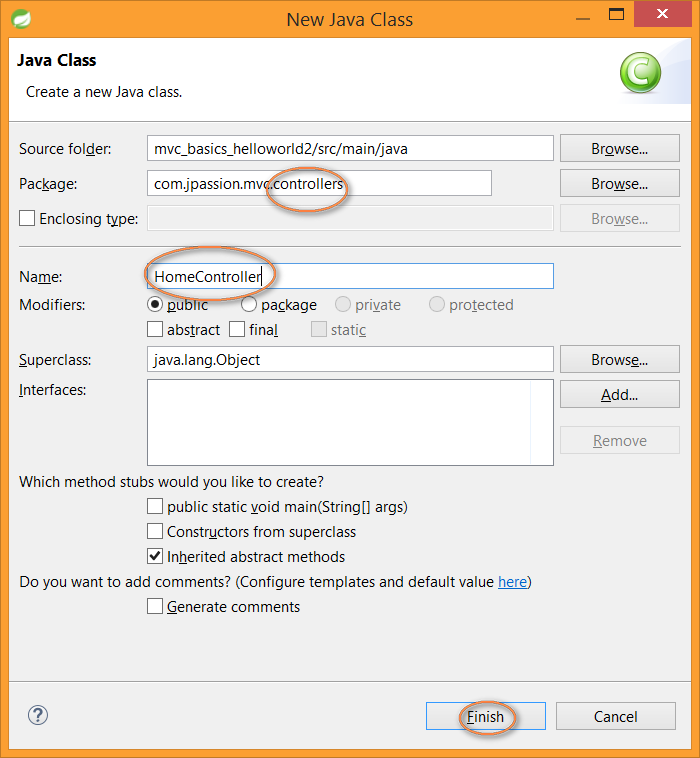 New Java Class
Java Class
Create a new Java class.
C
Source folder: mvc_basics_helloworld2/src/main/java Browse...
Package: com.jpassion.mvc.controllers Browse...
Enclosing type: Browse...
Name: HomeController
Modifiers: public package private protected
abstract final static
Superclass: java.lang.Object Browse...
Interfaces: Add...
Remove
Which method stubs would you like to create?
public static void main(String[] args)
Constructors from superclass
Inherited abstract methods
Do you want to add comments? (Configure templates and default value here)
Generate comments
? Finish Cancel